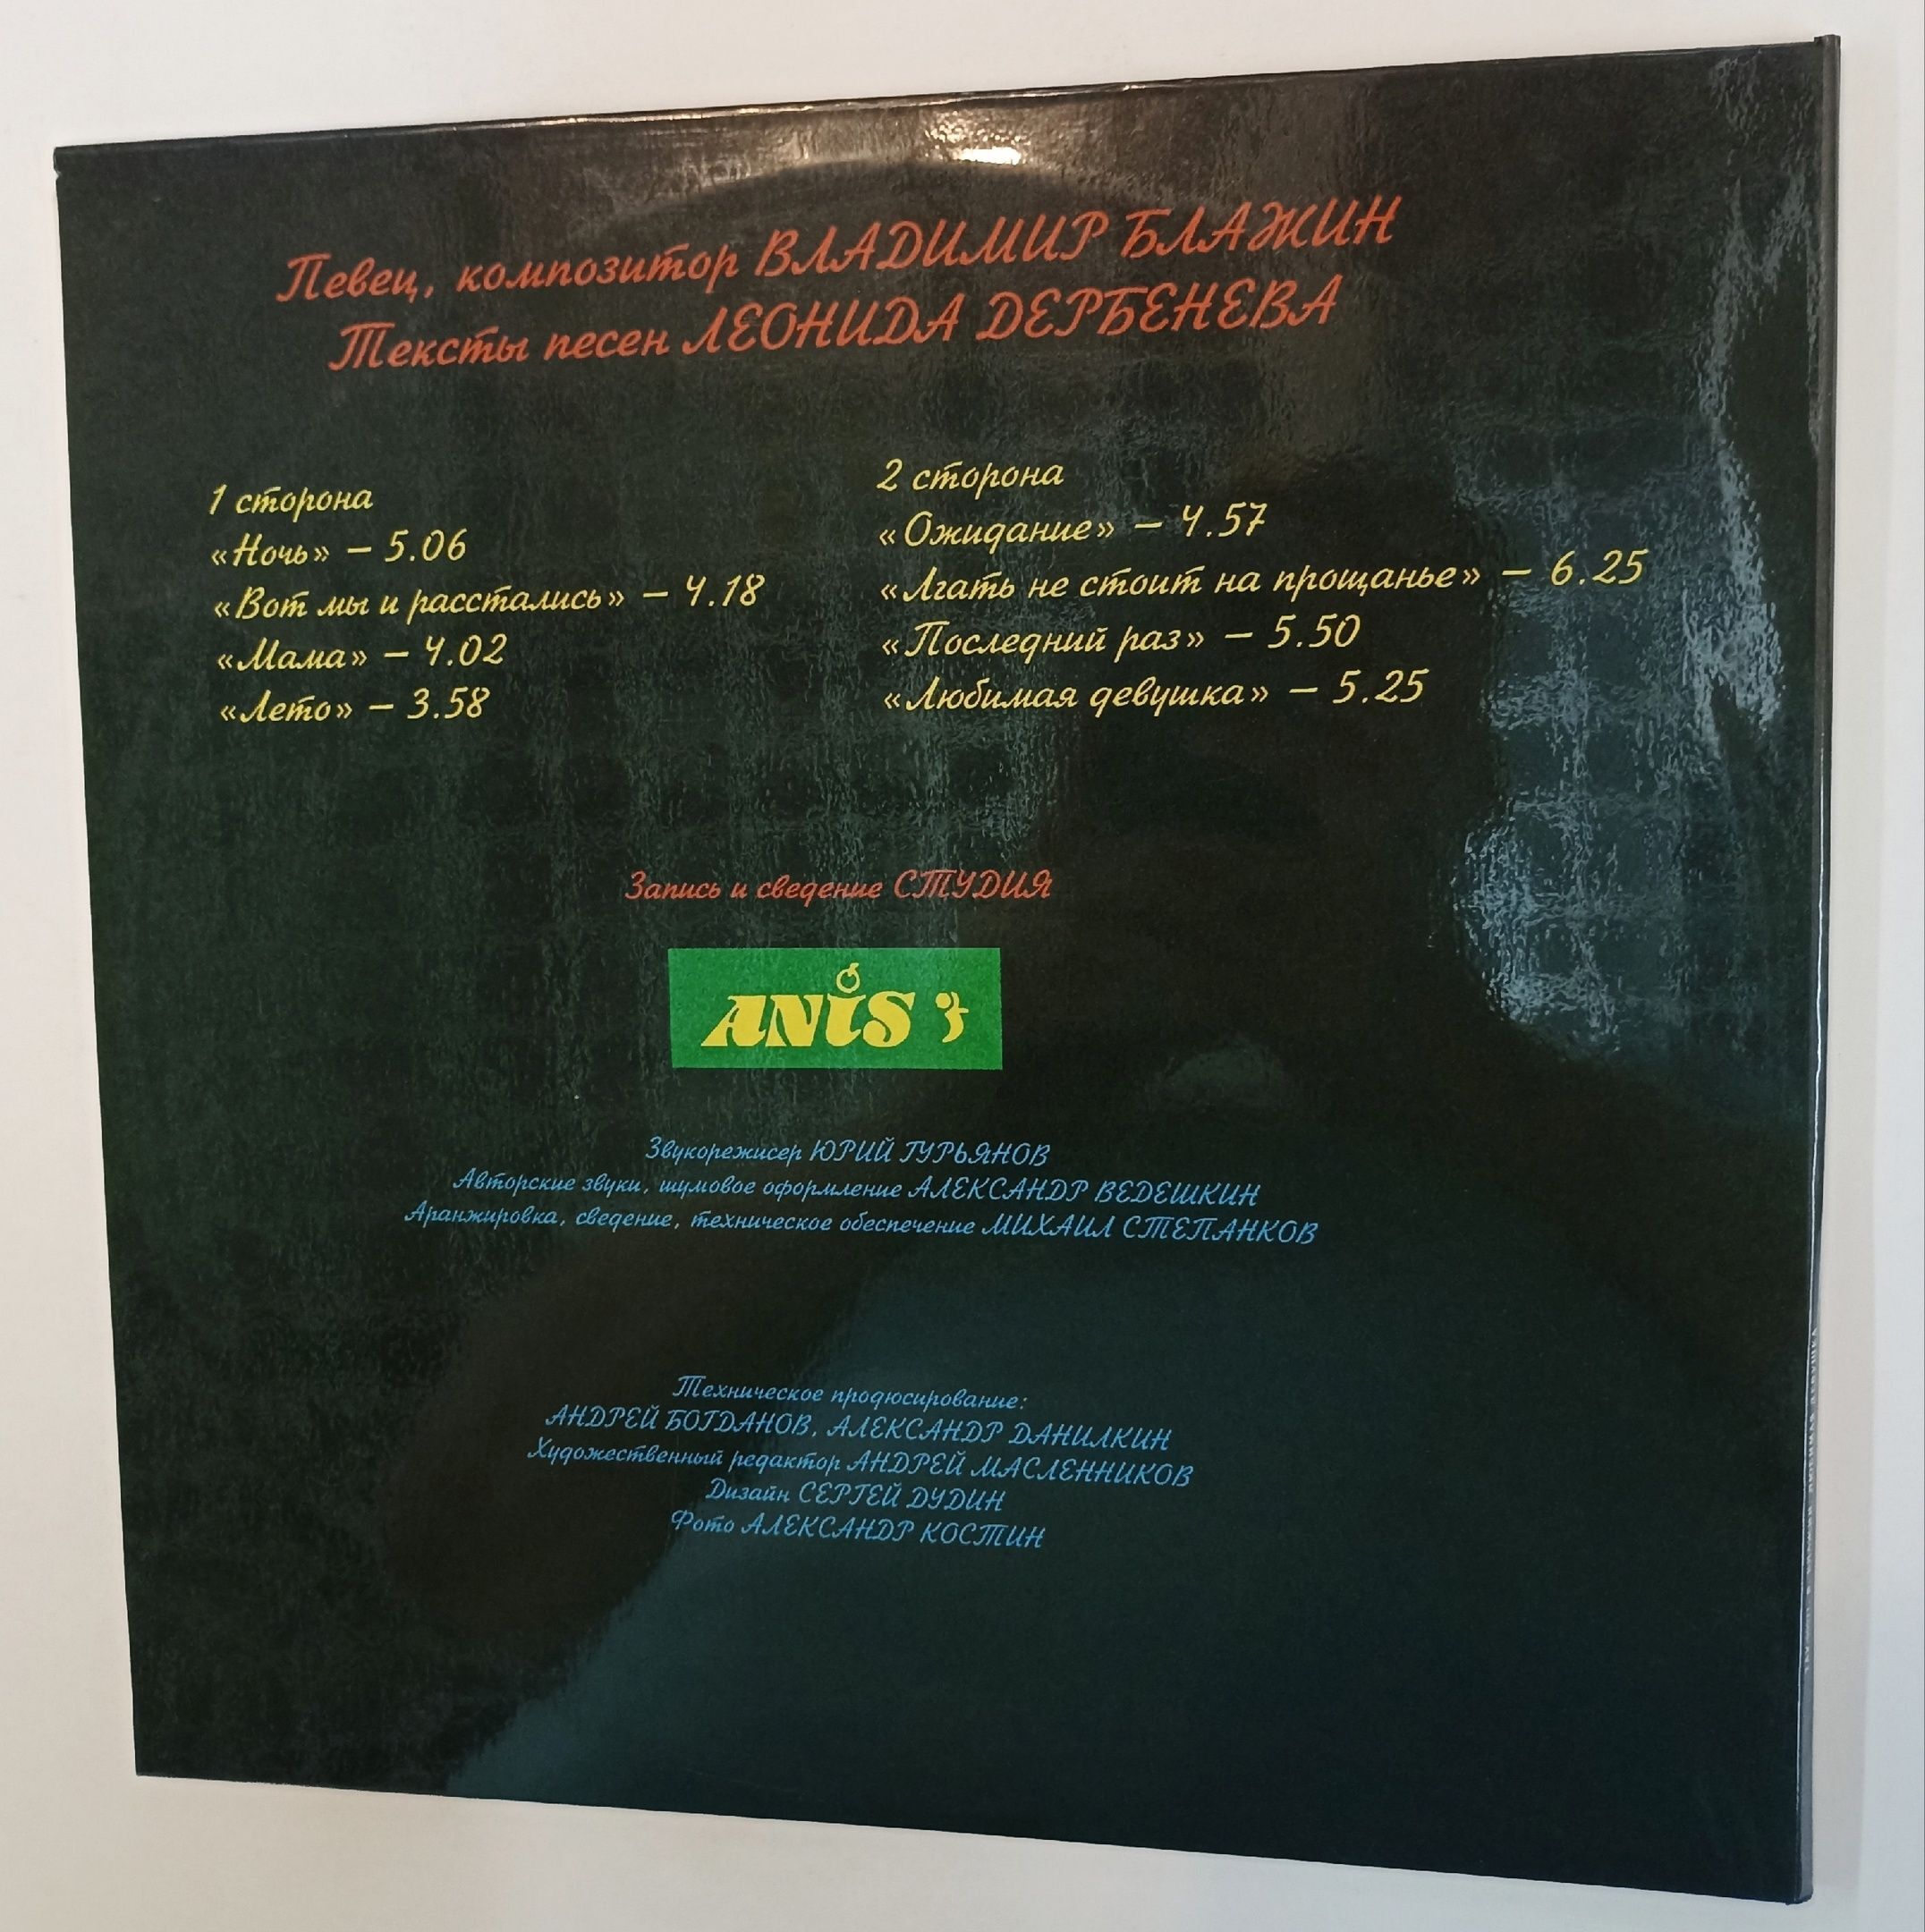 Певец, композитор ВЛАДИМИР БЛАЖИН
Тексты песен ЛЕОНИДА ДЕРБЕНЕВА
1 сторона
«Ночь» – 5.06
«Вот мы и расстались» – 4.18
«Мама» – 4.02
«Лето» – 3.58
2 сторона
«Ожидание» – 4.57
«Лгать не стоит на прощанье» – 6.25
«Последний раз» – 5.50
«Любимая девушка» – 5.25
Запись и сведение СТУДИЯ
ANiS
Звукорежисер ЮРИЙ ГУРЬЯНОВ
Авторские звуки, шумовое оформление АЛЕКСАНДР ВЕДЕШКИН
Аранжировка, сведение, техническое обеспечение МИХАИЛ СТЕПАНКОВ
Техническое продюсирование:
АНДРЕЙ БОГДАНОВ, АЛЕКСАНДР ДАНИЛКИН
Художественный редактор АНДРЕЙ МАСЛЕННИКОВ
Дизайн СЕРГЕЙ ДУДИН
Фото АЛЕКСАНДР КОСТИН